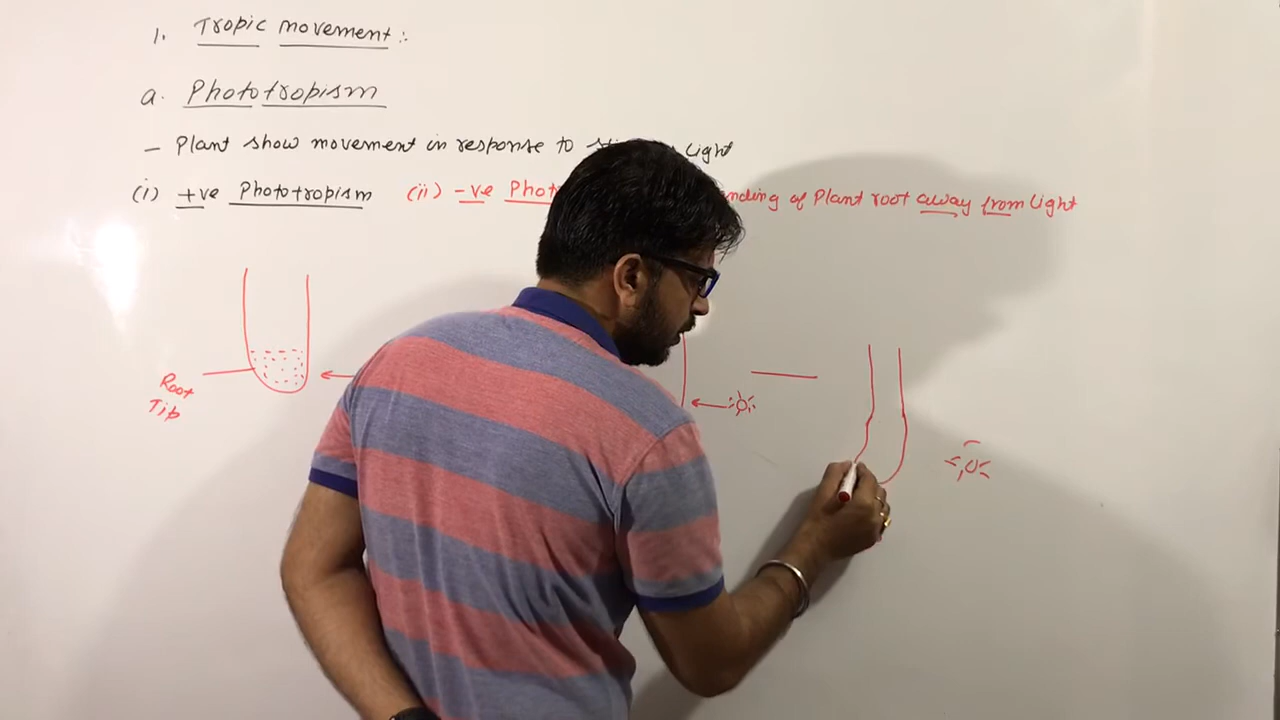 1. Tropic movement :
a. Phototropism
— Plant show movement in response to light
(i) +ve Phototropism (ii) -ve of Plant root away from light
Root
Tip